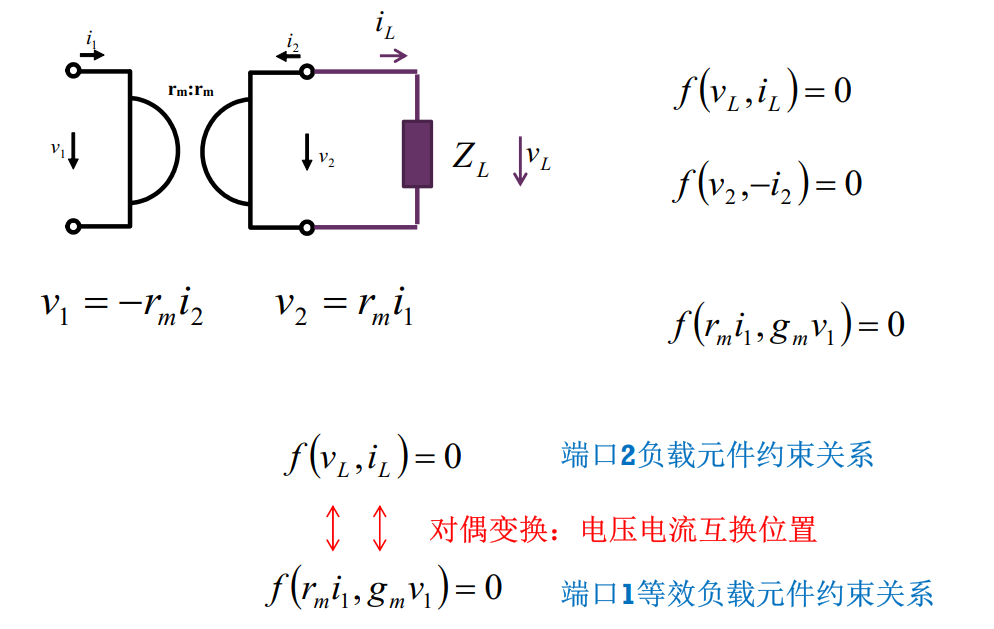 i_L
i_1
i_2
r_m:r_m
v_1
v_2
Z_L
v_L
f(v_L,i_L)=0
f(v_2,−i_2)=0
v_1 = −r_m i_2
v_2 = r_m i_1
f(r_m i_1,g_m v_1)=0
f(v_L,i_L)=0 端口2负载元件约束关系
对偶变换：电压电流互换位置
f(r_m i_1,g_m v_1)=0 端口1等效负载元件约束关系